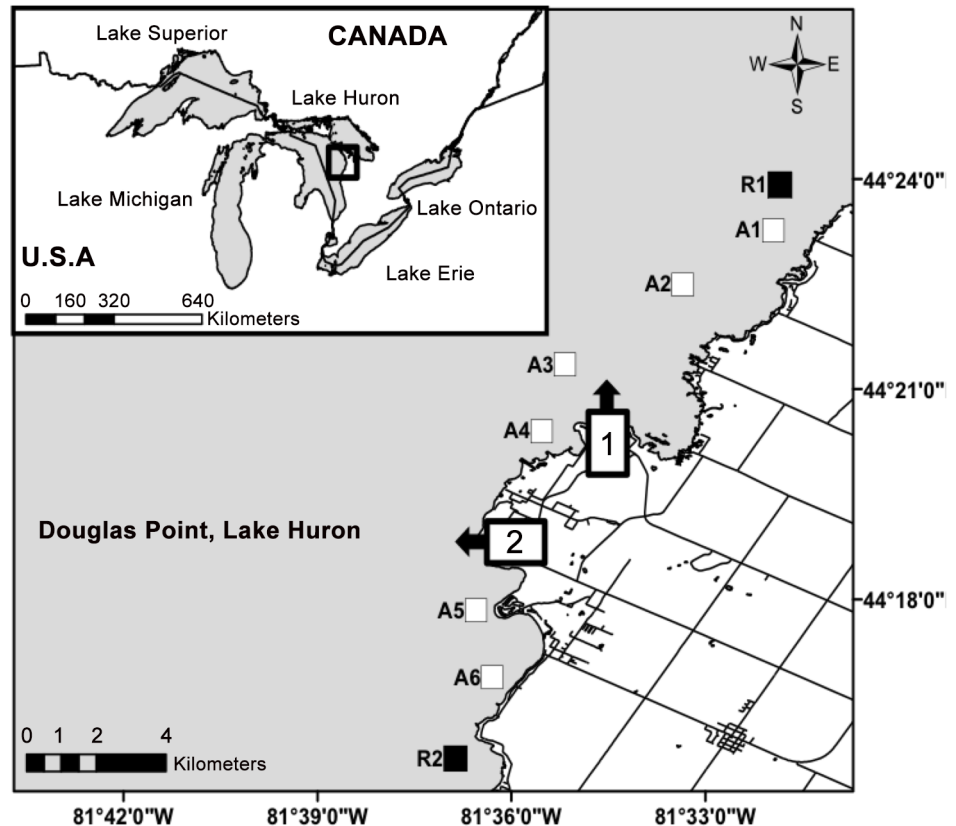 Lake Superior
CANADA
Lake Huron
Lake Michigan
Lake Ontario
U.S.A
Lake Erie
0 160 320 640
Kilometers
N
W E
S
R1
44°24'0"
A1
A2
A3
44°21'0"
A4
1
Douglas Point, Lake Huron
2
44°18'0"
A5
A6
0 1 2 4
Kilometers
R2
81°42'0"W 81°39'0"W 81°36'0"W 81°33'0"W